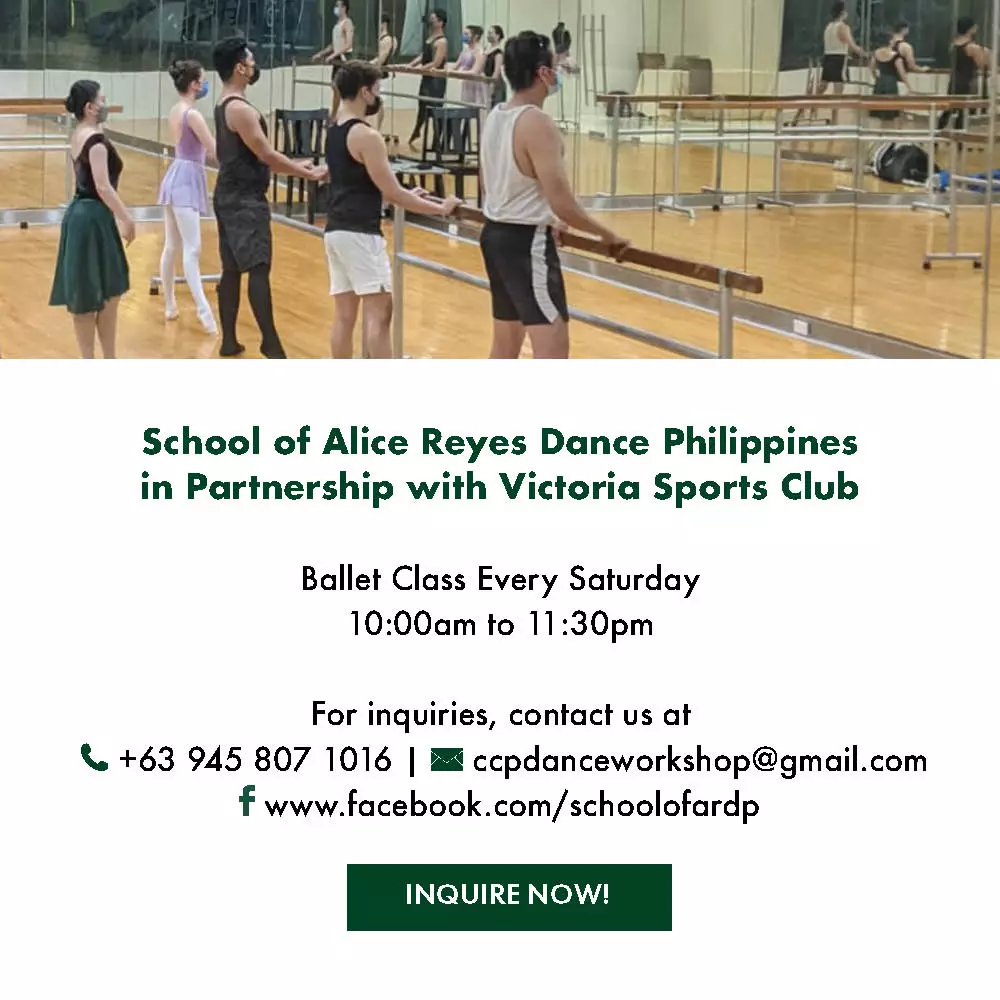 School of Alice Reyes Dance Philippines
in Partnership with Victoria Sports Club
Ballet Class Every Saturday
10:00am to 11:30pm
For inquiries, contact us at
+63 945 807 1016 | ccpdanceworkshop@gmail.com
f www.facebook.com/schoolofardp
INQUIRE NOW!